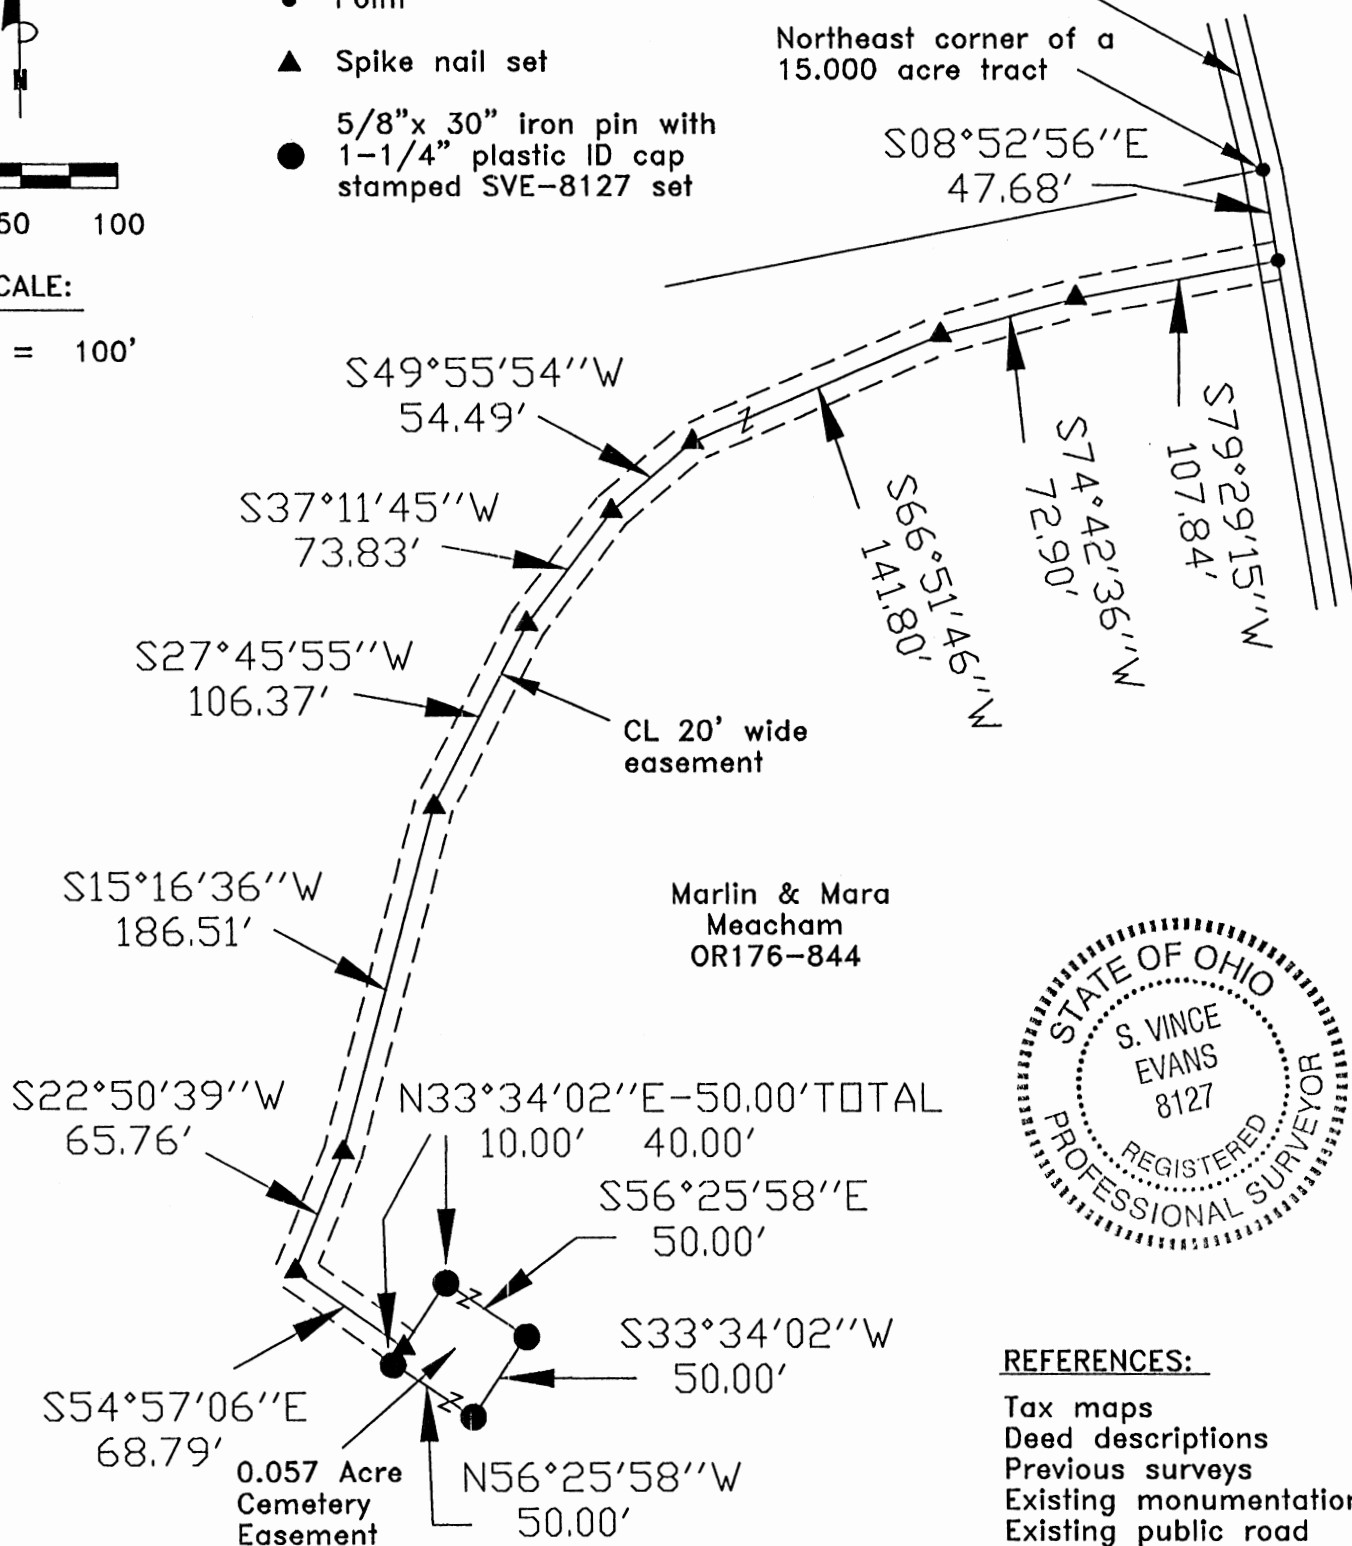 N
Point
Spike nail set
5/8"x 30" iron pin with
1-1/4" plastic ID cap
stamped SVE-8127 set
100
= 100'
Northeast corner of a
15.000 acre tract
S08°52'56"E
47.68'
S49°55'54"W
54.49'
S37°11'45"W
73.83'
S27°45'55"W
106.37'
S79°29'15"W
107.84'
S74°42'36"W
72.90'
S66°51'46"W
141.80'
CL 20' wide
easement
S15°16'36"W
186.51'
Marlin & Mara
Meacham
OR176-844
STATE OF OHIO
S. VINCE
EVANS
8127
REGISTERED
PROFESSIONAL SURVEYOR
S22°50'39"W
65.76'
N33°34'02"E-50.00'TOTAL
10.00' 40.00'
S56°25'58"E
50.00'
S33°34'02"W
50.00'
S54°57'06"E
68.79'
0.057 Acre
Cemetery
Easement
N56°25'58"W
50.00'
REFERENCES:
Tax maps
Deed descriptions
Previous surveys
Existing monumentation
Existing public road